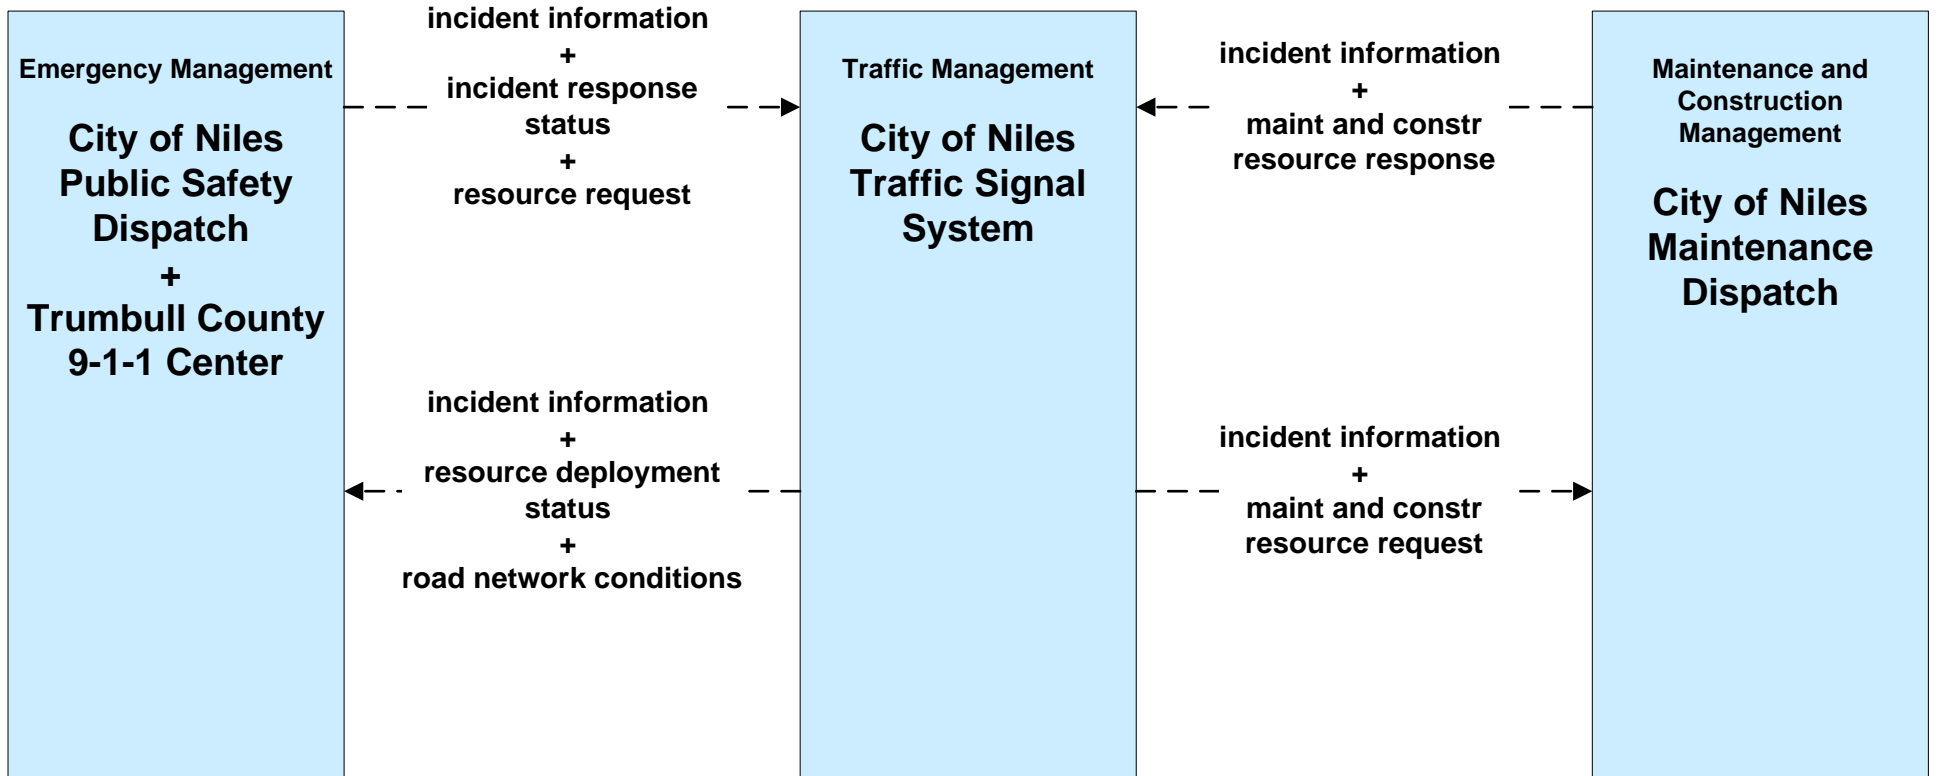 Emergency Management
City of Niles
Public Safety
Dispatch
+
Trumbull County
9-1-1 Center
incident information
+
incident response
status
+
resource request
incident information
+
resource deployment
status
+
road network conditions
Traffic Management
City of Niles
Traffic Signal
System
incident information
+
maint and constr
resource response
incident information
+
maint and constr
resource request
Maintenance and
Construction
Management
City of Niles
Maintenance
Dispatch